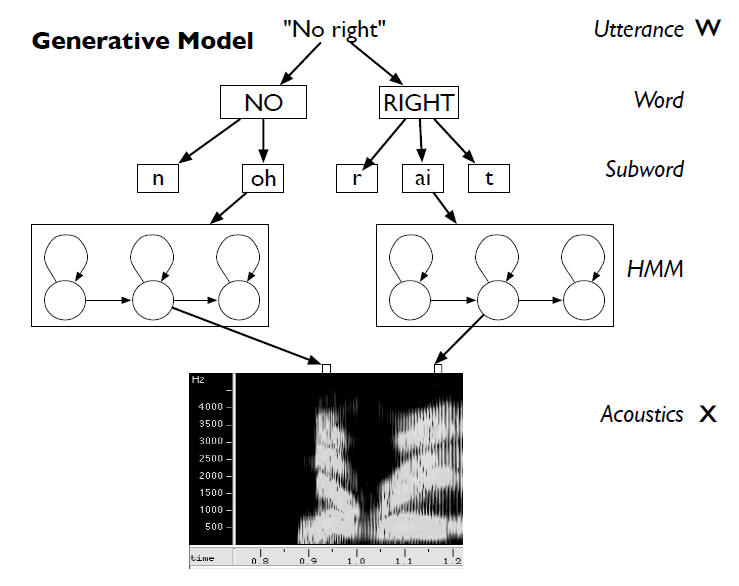 "No right"
Utterance W
Generative Model
NO
RIGHT
Word
n
oh
r
ai
t
Subword
HMM
Hz
4000
3500
3000
2500
2000
1500
1000
500
Acoustics X
time
0.8 0.9 1.0 1.1 1.2